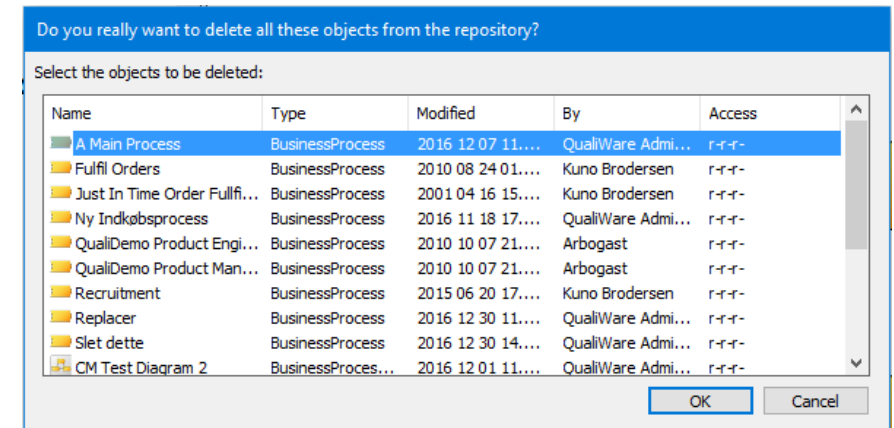 Do you really want to delete all these objects from the repository?
Select the objects to be deleted:
Name Type Modified By Access
A Main Process BusinessProcess 2016 12 07 11.... QualiWare Admi... r-r-r-
Fulfil Orders BusinessProcess 2010 08 24 01.... Kuno Brodersen r-r-r-
Just In Time Order Fullfi... BusinessProcess 2001 04 16 15.... Kuno Brodersen r-r-r-
Ny Indkøbsprocess BusinessProcess 2016 11 18 17.... QualiWare Admi... r-r-r-
QualiDemo Product Engi... BusinessProcess 2010 10 07 21.... Arbogast r-r-r-
QualiDemo Product Man... BusinessProcess 2010 10 07 21.... Arbogast r-r-r-
Recruitment BusinessProcess 2015 06 20 17.... Kuno Brodersen r-r-r-
Replacer BusinessProcess 2016 12 30 11.... QualiWare Admi... r-r-r-
Slet dette BusinessProcess 2016 12 30 14.... QualiWare Admi... r-r-r-
CM Test Diagram 2 BusinessProces... 2016 12 01 11.... QualiWare Admi... r-r-r-
OK Cancel